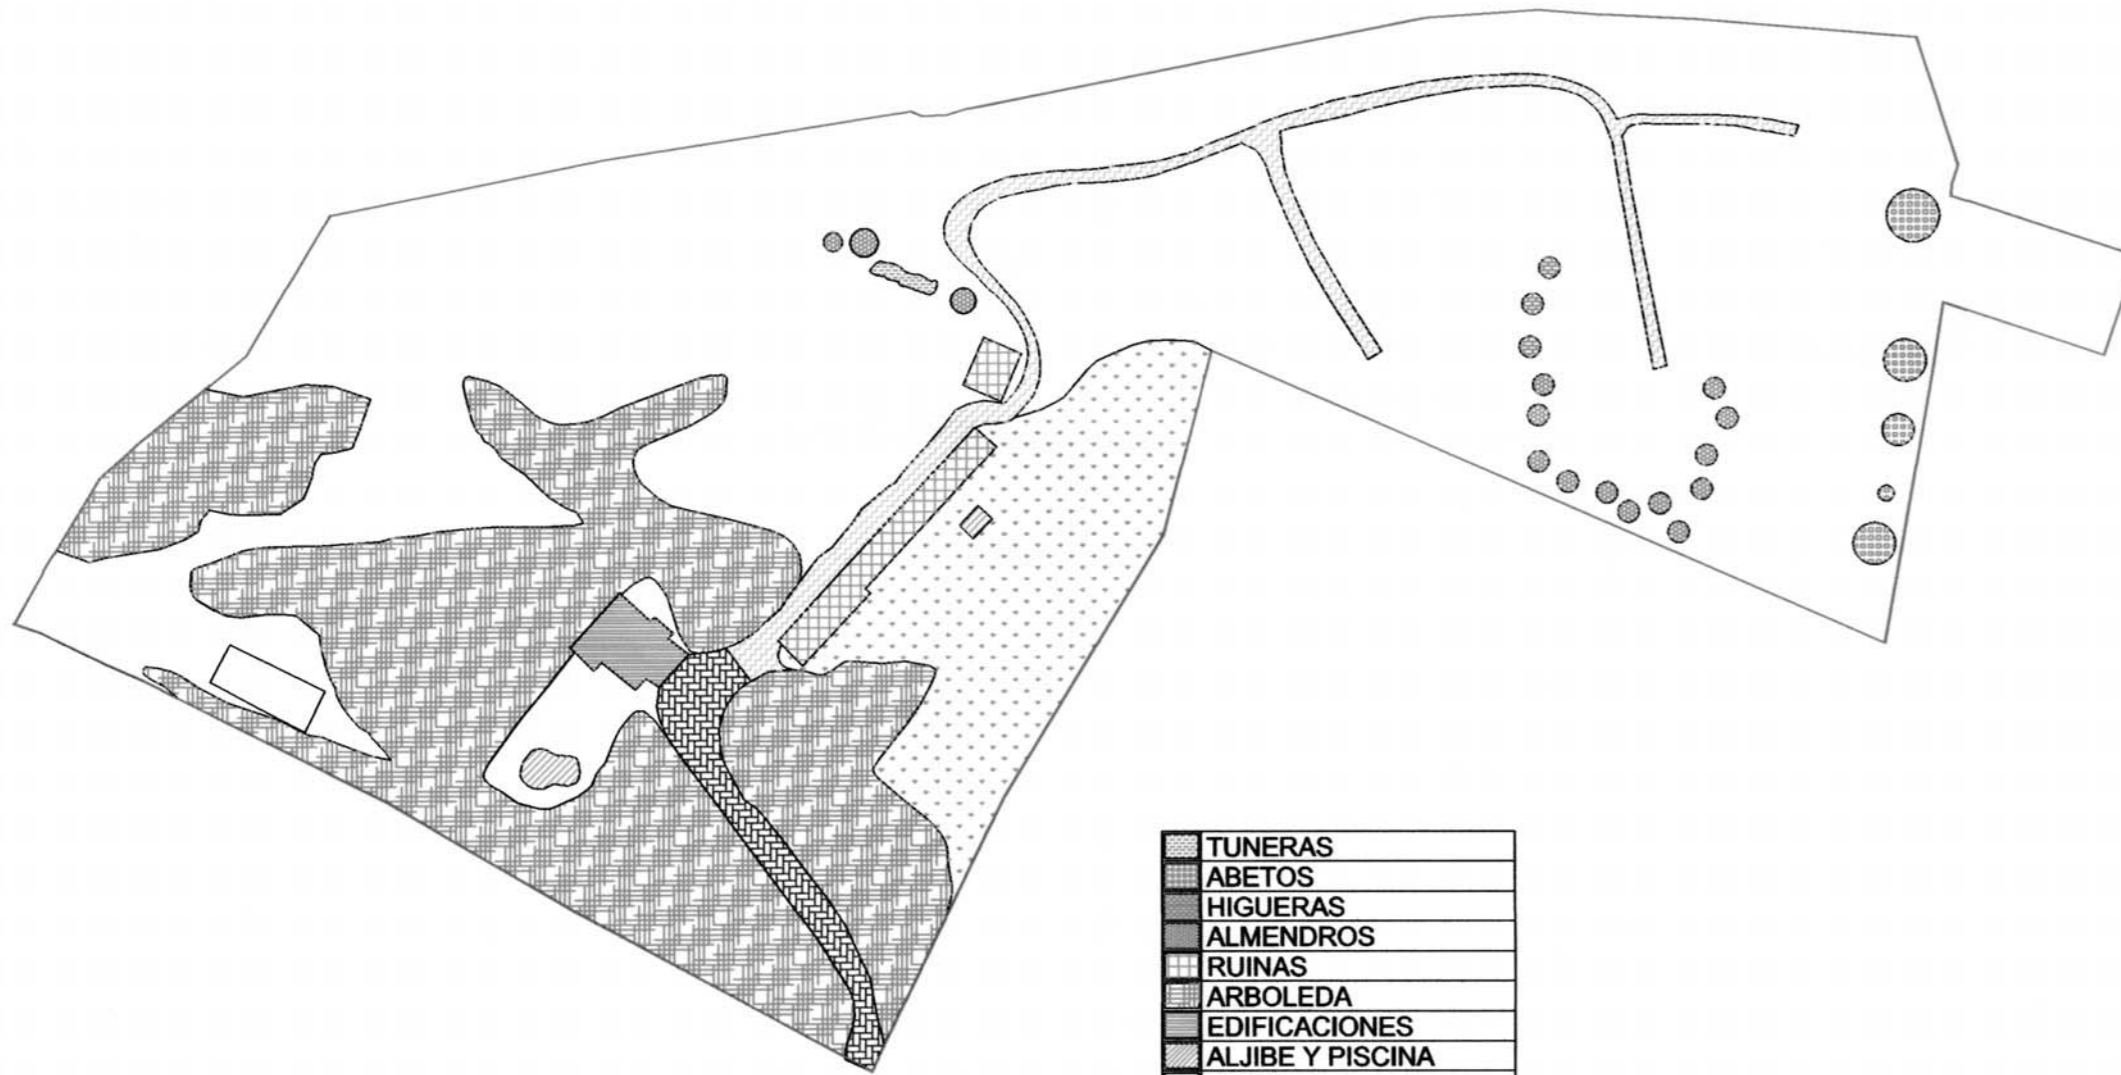 TUNERAS
ABETOS
HIGUERAS
ALMENDROS
RUINAS
ARBOLEDA
EDIFICACIONES
ALJIBE Y PISCINA